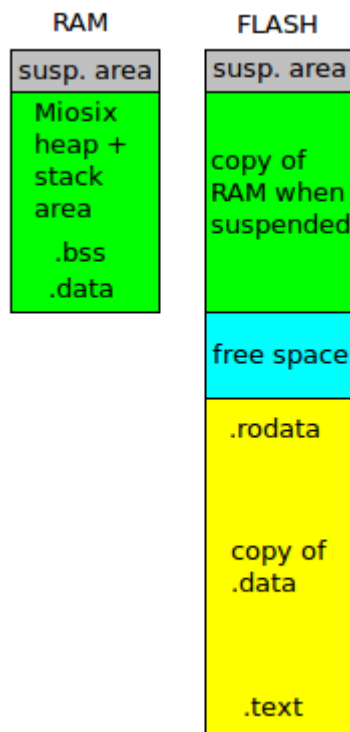 RAM
susp. area
Miosix
heap +
stack
area
.bss
.data
FLASH
susp. area
copy of
RAM when
suspended
free space
.rodata
copy of
.data
.text